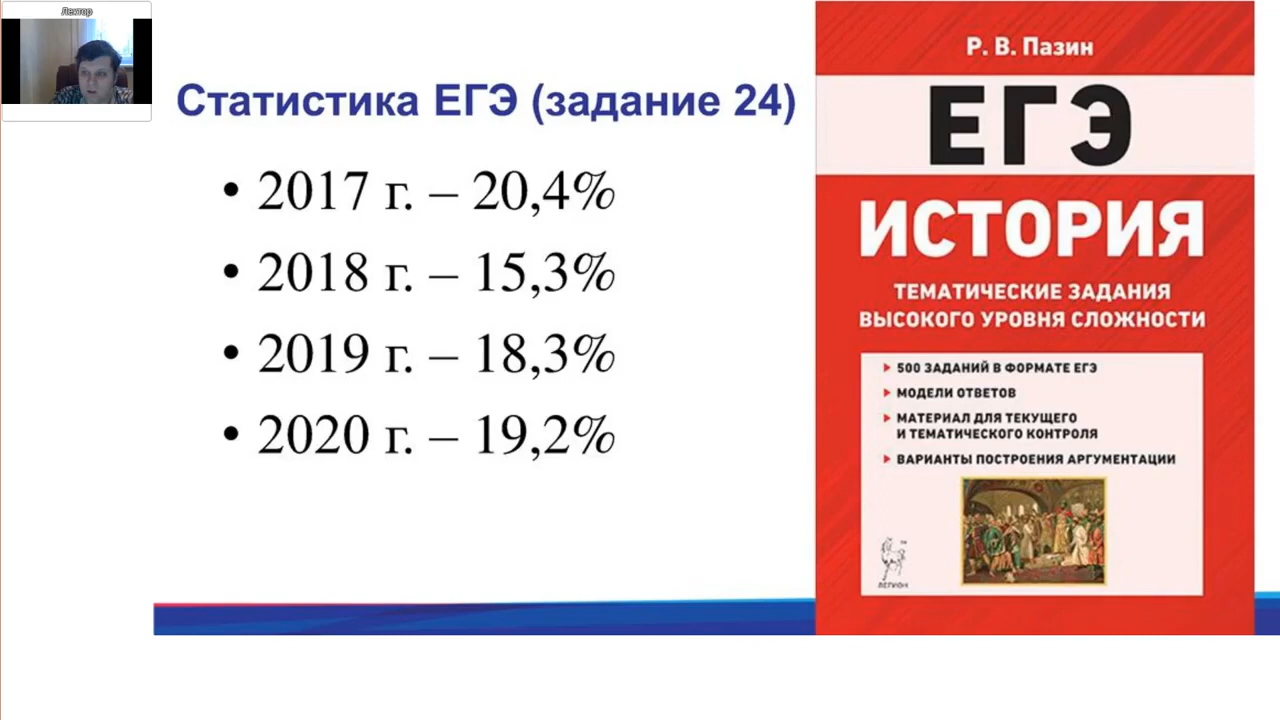 Лектор
Статистика ЕГЭ (задание 24)
• 2017 г. – 20,4%
• 2018 г. – 15,3%
• 2019 г. – 18,3%
• 2020 г. – 19,2%
Р. В. Пазин
ЕГЭ
ИСТОРИЯ
ТЕМАТИЧЕСКИЕ ЗАДАНИЯ
ВЫСОКОГО УРОВНЯ СЛОЖНОСТИ
500 ЗАДАНИЙ В ФОРМАТЕ ЕГЭ
МОДЕЛИ ОТВЕТОВ
МАТЕРИАЛ ДЛЯ ТЕКУЩЕГО
И ТЕМАТИЧЕСКОГО КОНТРОЛЯ
ВАРИАНТЫ ПОСТРОЕНИЯ АРГУМЕНТАЦИИ
ЛЕГИОН